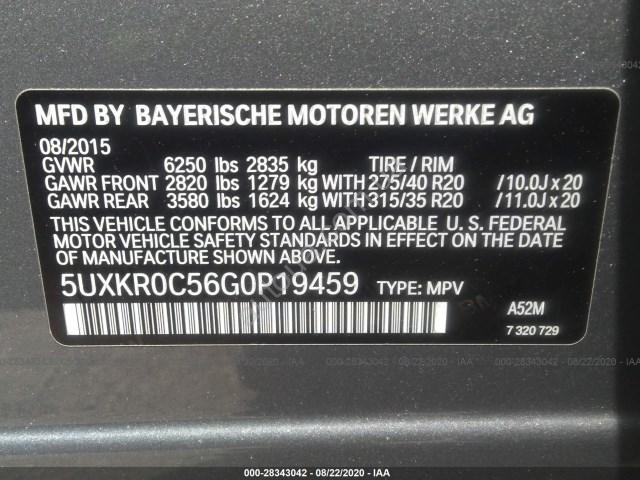 MFD BY BAYERISCHE MOTOREN WERKE AG
08/2015
GVWR 6250 lbs 2835 kg TIRE / RIM
GAWR FRONT 2820 lbs 1279 kg WITH 275/40 R20 /10.0J x 20
GAWR REAR 3580 lbs 1624 kg WITH 315/35 R20 /11.0J x 20
THIS VEHICLE CONFORMS TO ALL APPLICABLE U. S. FEDERAL
MOTOR VEHICLE SAFETY STANDARDS IN EFFECT ON THE DATE
OF MANUFACTURE SHOWN ABOVE.
5UXKR0C56G0P19459 TYPE: MPV
A52M
7 320 729
000-28343042 - 08/22/2020 - IAA